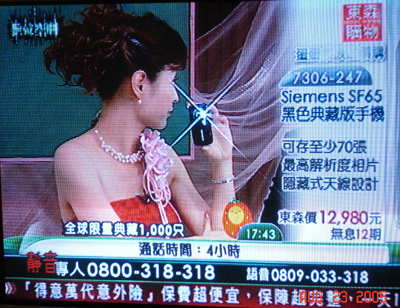 東森
購物
7306-247
Siemens SF65
黑色典藏版手機
可存至少70張
最高解析度相片
隱藏式天線設計
東森價12,980元
無息12期
全球限量典藏1,000只
17:43
通話時間：4小時
靜音
專人0800-318-318
語音0809-033-318
『得意萬代意外險』保費超便宜，保障超完整，一天